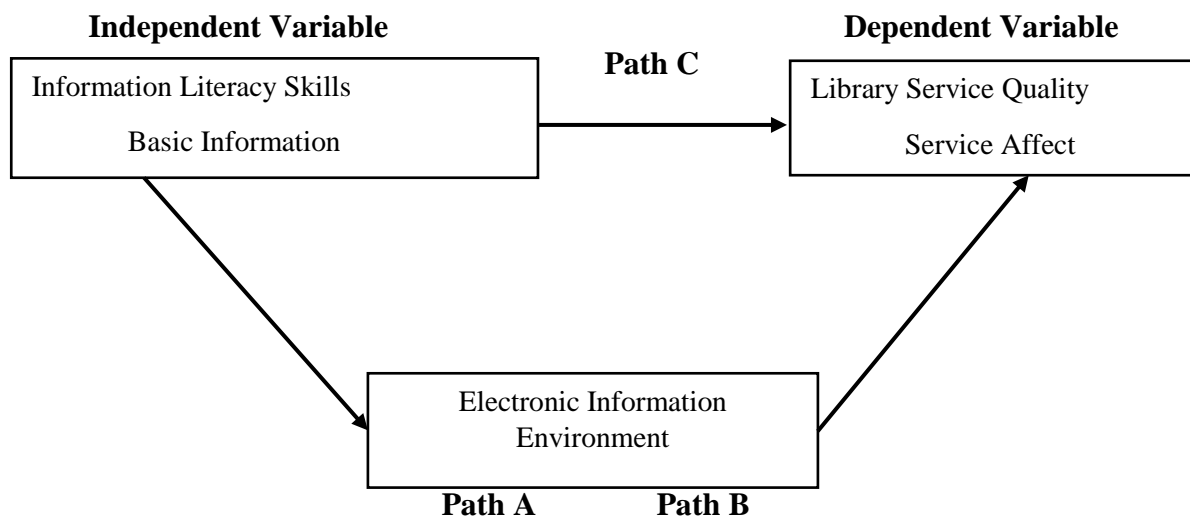 Independent Variable
Dependent Variable
Path C
Information Literacy Skills
Basic Information
Library Service Quality
Service Affect
Electronic Information
Environment
Path A
Path B